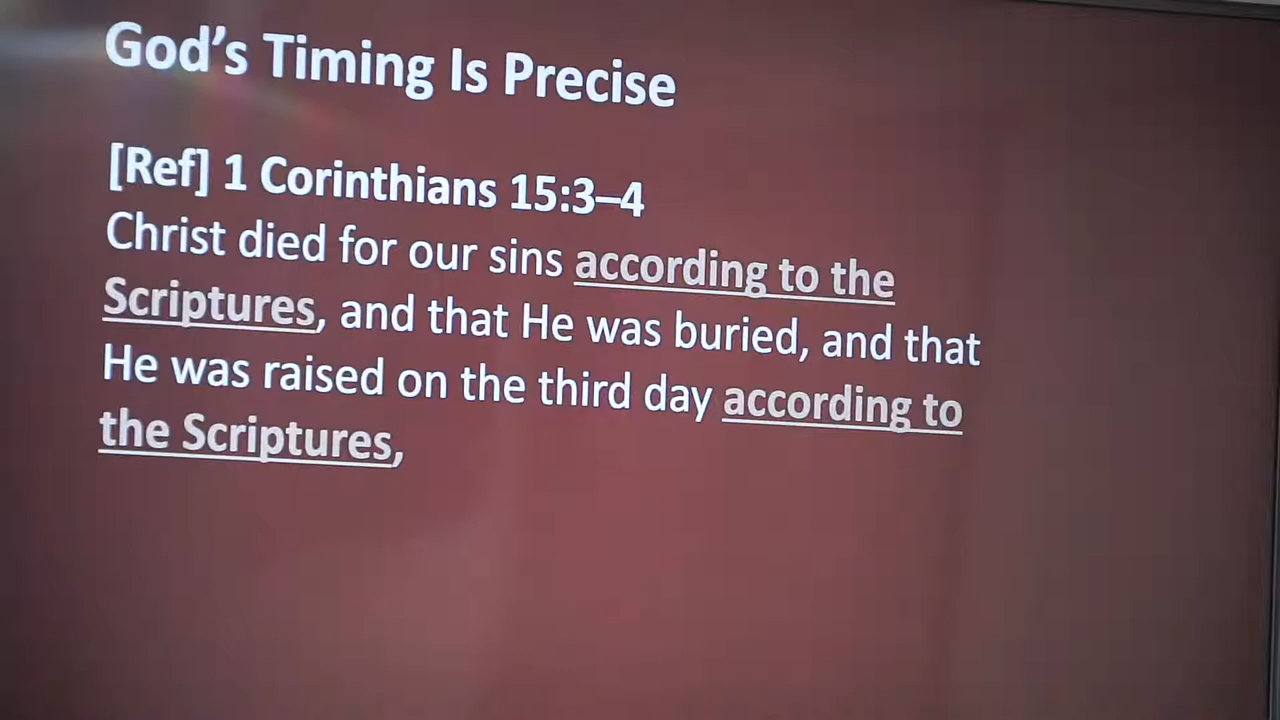 God’s Timing Is Precise
[Ref] 1 Corinthians 15:3–4
Christ died for our sins according to the
Scriptures, and that He was buried, and that
He was raised on the third day according to
the Scriptures,